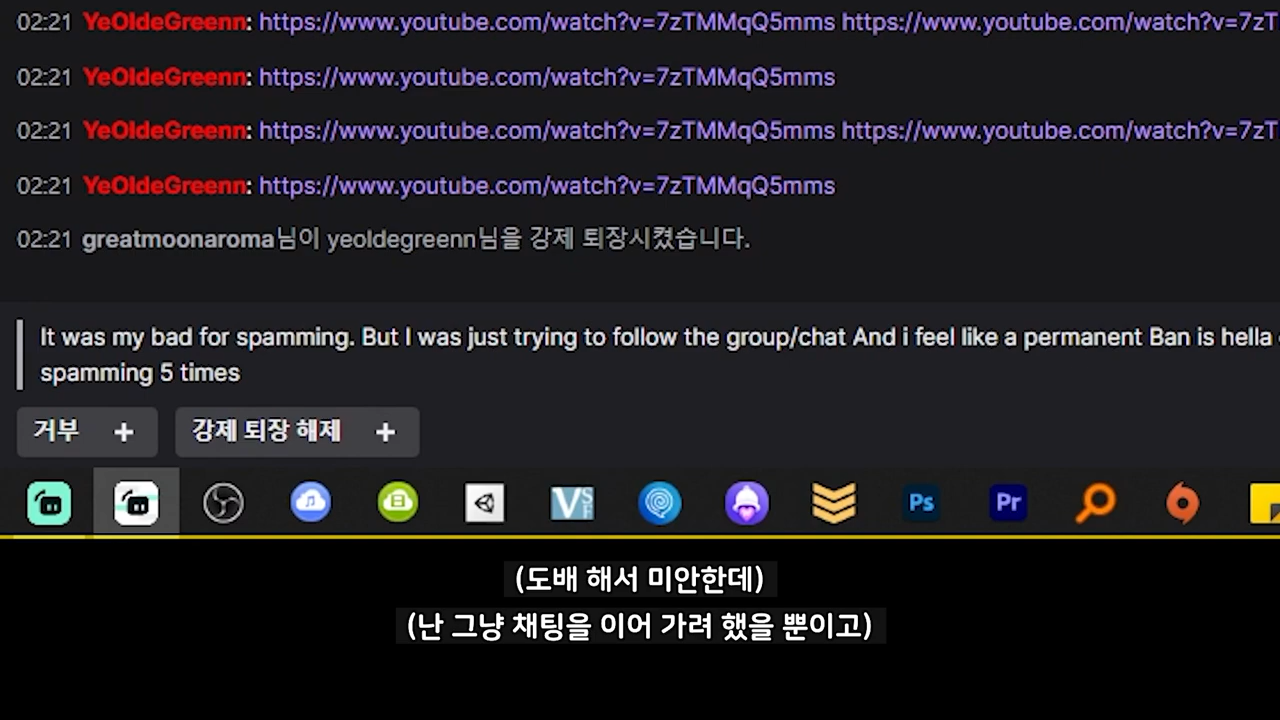 02:21 YeOldeGreenn: https://www.youtube.com/watch?v=7zTMMqQ5mms https://www.youtube.com/watch?v=7zT
02:21 YeOldeGreenn: https://www.youtube.com/watch?v=7zTMMqQ5mms
02:21 YeOldeGreenn: https://www.youtube.com/watch?v=7zTMMqQ5mms https://www.youtube.com/watch?v=7zT
02:21 YeOldeGreenn: https://www.youtube.com/watch?v=7zTMMqQ5mms
02:21 greatmoonaroma님이 yeoldegreenn님을 강제 퇴장시켰습니다.
It was my bad for spamming. But I was just trying to follow the group/chat And i feel like a permanent Ban is hella
spamming 5 times
거부 + 강제 퇴장 해제 +
VSF Ps Pr
(도배 해서 미안한데)
(난 그냥 채팅을 이어 가려 했을 뿐이고)